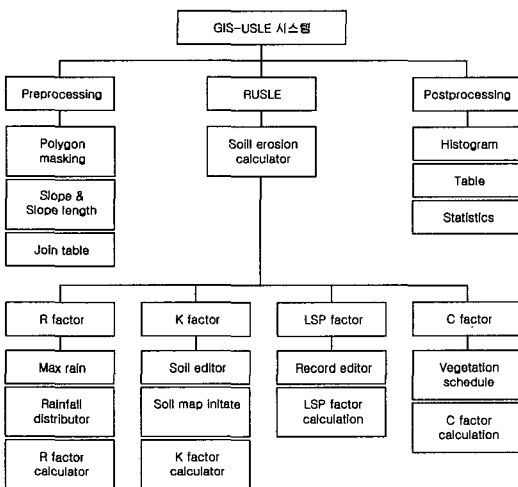 GIS-USLE 시스템
Preprocessing
RUSLE
Postprocessing
Polygon
masking
Slope &
Slope length
Join table
Soill erosion
calculator
Histogram
Table
Statistics
R factor
K factor
LSP factor
C factor
Max rain
Rainfall
distributor
R factor
calculator
Soil editor
Soil map initate
K factor
calculator
Record editor
LSP factor
calculation
Vegetation
schedule
C factor
calculation